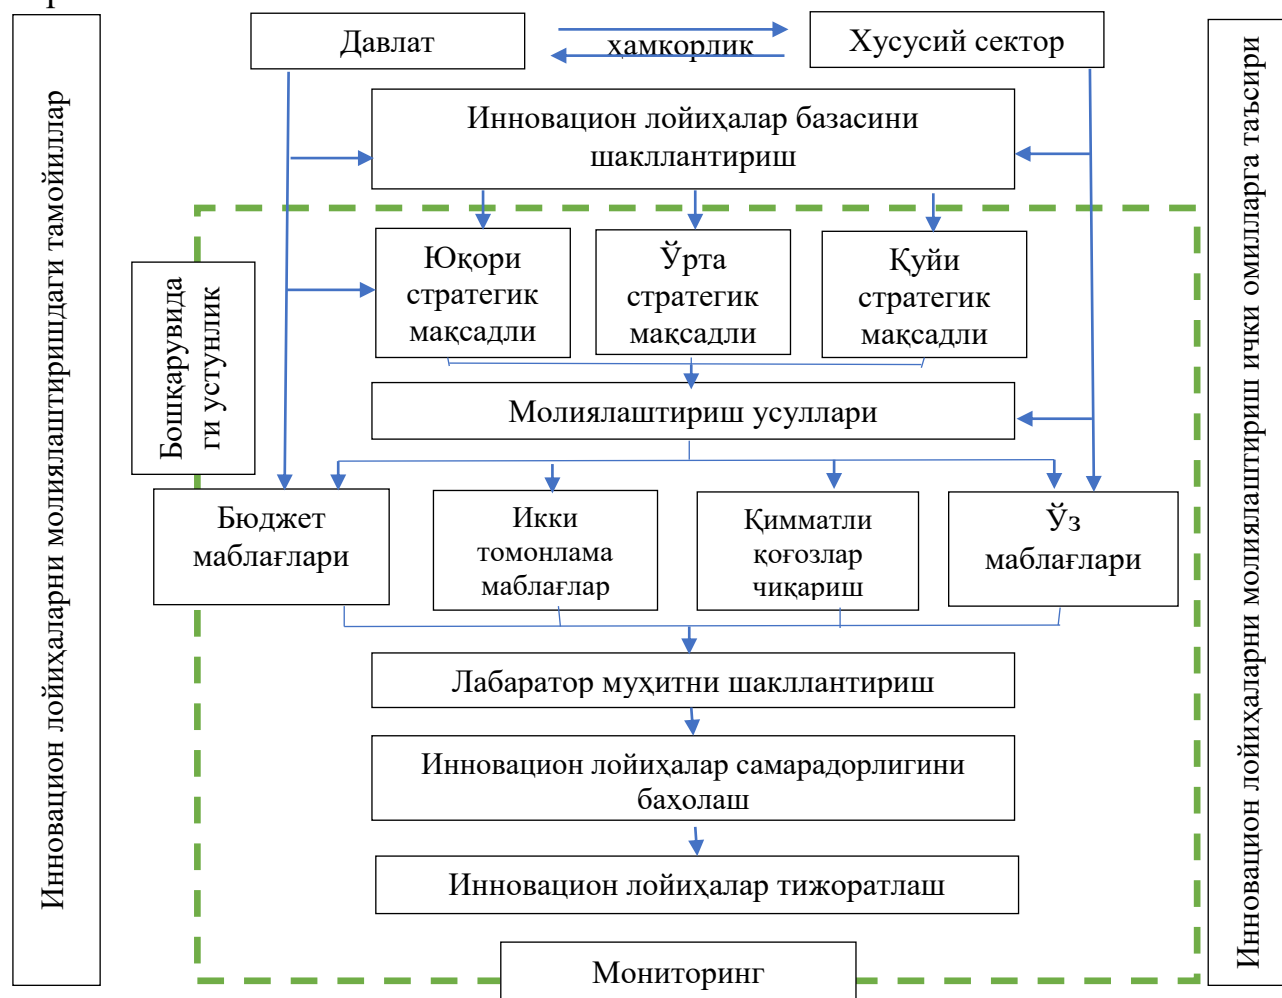 Давлат
ҳамкорлик
Хусусий сектор
Инновацион лойиҳаларни молиялаштиришдаги тамойиллар
Инновацион лойиҳаларни молиялаштириш ички омилларга таъсири
Инновацион лойиҳалар базасини
шакллантириш
Бошқарувида
ги устунлик
Юқори
стратегик
мақсадли
Ўрта
стратегик
мақсадли
Қуйи
стратегик
мақсадли
Молиялаштириш усуллари
Бюджет
маблағлари
Икки
томонлама
маблағлар
Қимматли
қоғозлар
чиқариш
Ўз
маблағлари
Лабаратор муҳитни шакллантириш
Инновацион лойиҳалар самарадорлигини
баҳолаш
Инновацион лойиҳалар тижоратлаш
Мониторинг